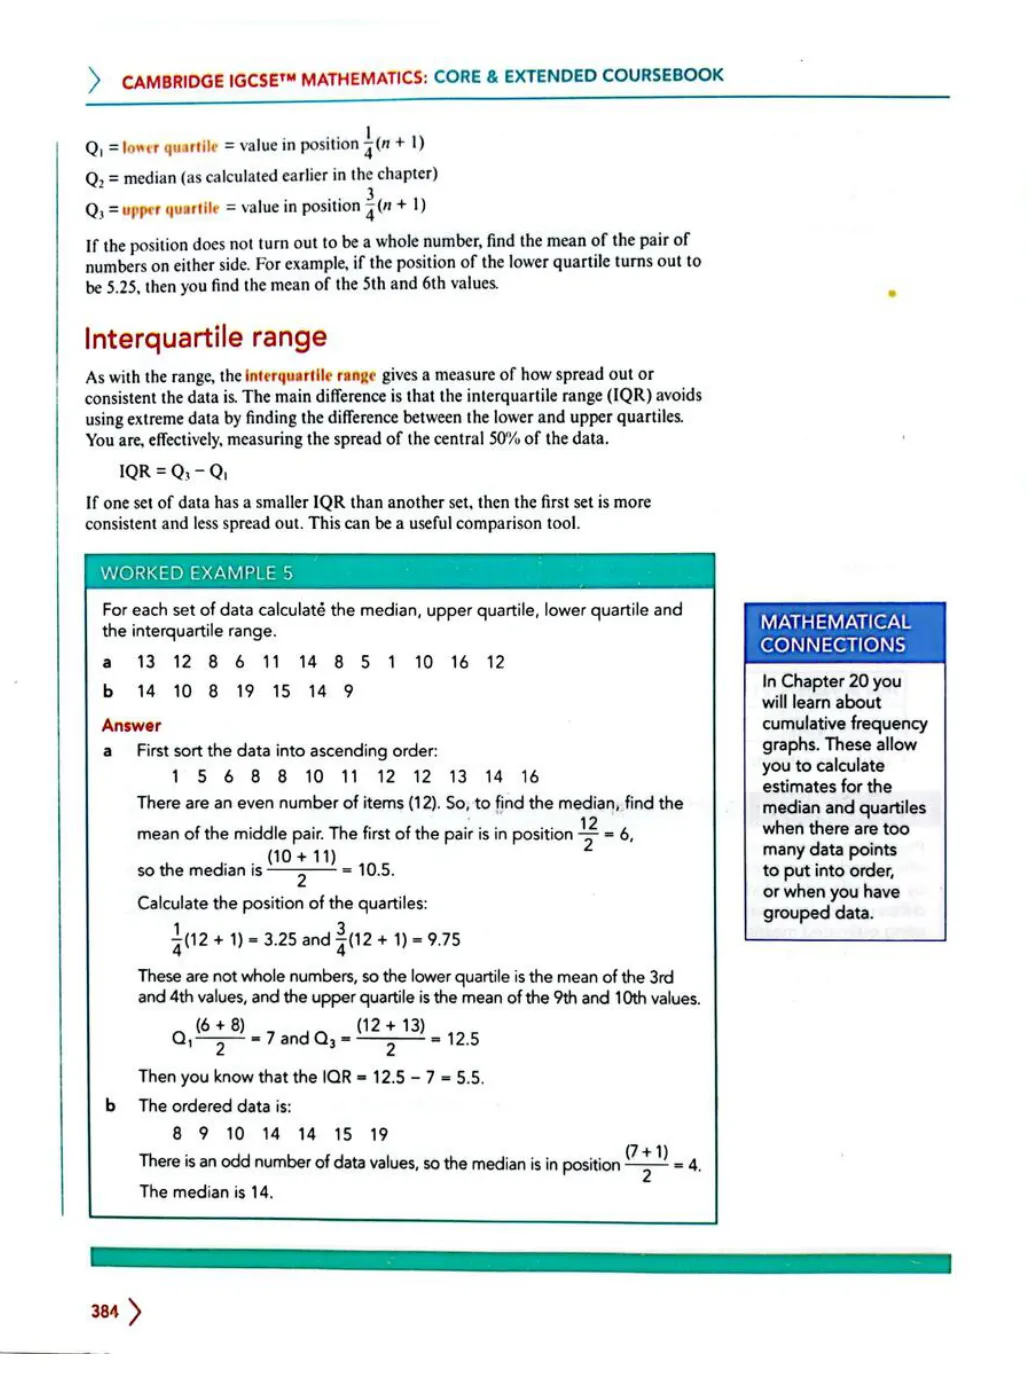 CAMBRIDGE IGCSE™ MATHEMATICS: CORE & EXTENDED COURSEBOOK
Q₁ = lower quartile = value in position 1/4(n + 1)
Q₂ = median (as calculated earlier in the chapter)
Q₃ = upper quartile = value in position 3/4(n + 1)
If the position does not turn out to be a whole number, find the mean of the pair of
numbers on either side. For example, if the position of the lower quartile turns out to
be 5.25, then you find the mean of the 5th and 6th values.
Interquartile range
As with the range, the interquartile range gives a measure of how spread out or
consistent the data is. The main difference is that the interquartile range (IQR) avoids
using extreme data by finding the difference between the lower and upper quartiles.
You are, effectively, measuring the spread of the central 50% of the data.
IQR = Q₃ – Q₁
If one set of data has a smaller IQR than another set, then the first set is more
consistent and less spread out. This can be a useful comparison tool.
WORKED EXAMPLE 5
For each set of data calculate the median, upper quartile, lower quartile and
the interquartile range.
a 13 12 8 6 11 14 8 5 1 10 16 12
b 14 10 8 19 15 14 9
Answer
a First sort the data into ascending order:
1 5 6 8 8 10 11 12 12 13 14 16
There are an even number of items (12). So, to find the median, find the
mean of the middle pair. The first of the pair is in position 12/2 = 6,
so the median is (10 + 11)/2 = 10.5.
Calculate the position of the quartiles:
1/4(12 + 1) = 3.25 and 3/4(12 + 1) = 9.75
These are not whole numbers, so the lower quartile is the mean of the 3rd
and 4th values, and the upper quartile is the mean of the 9th and 10th values.
Q₁ (6 + 8)/2 = 7 and Q₃ = (12 + 13)/2 = 12.5
Then you know that the IQR = 12.5 – 7 = 5.5.
b The ordered data is:
8 9 10 14 14 15 19
There is an odd number of data values, so the median is in position (7 + 1)/2 = 4.
The median is 14.
MATHEMATICAL
CONNECTIONS
In Chapter 20 you
will learn about
cumulative frequency
graphs. These allow
you to calculate
estimates for the
median and quartiles
when there are too
many data points
to put into order,
or when you have
grouped data.
384